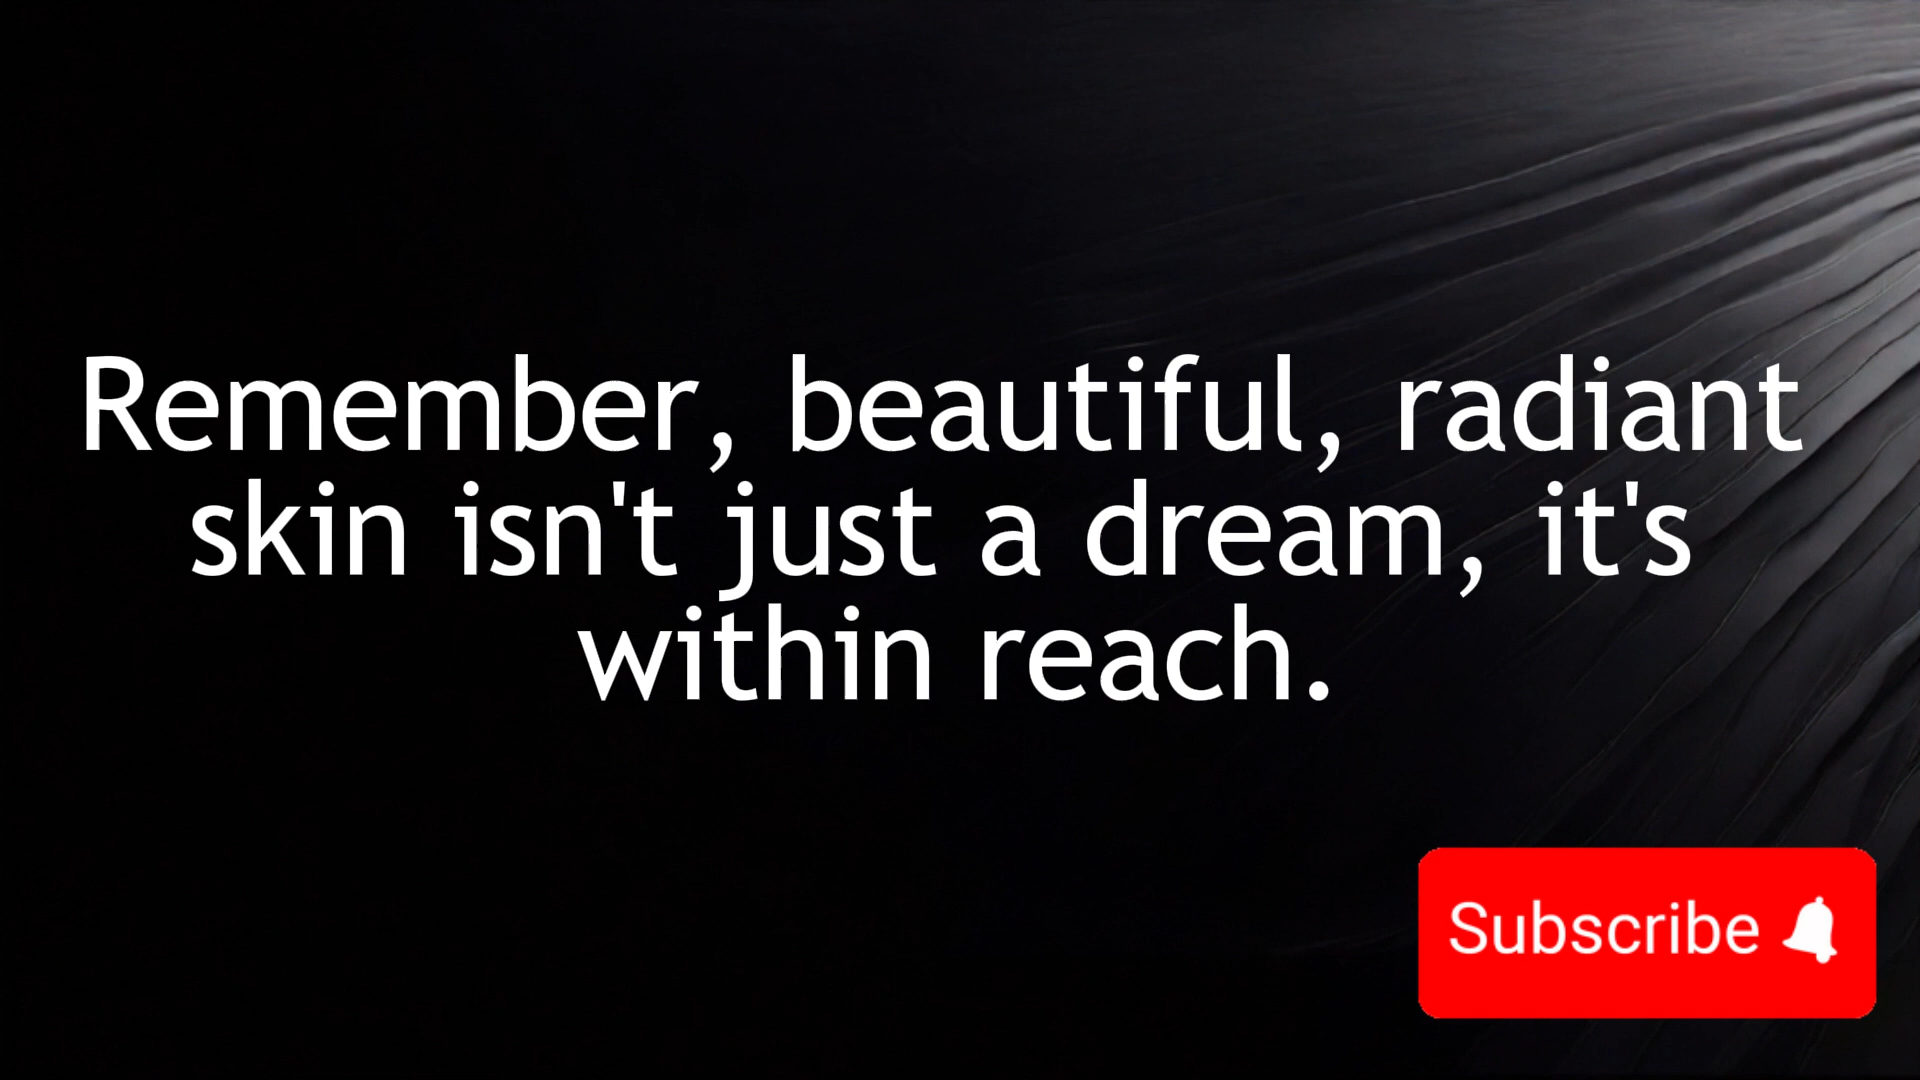 Remember, beautiful, radiant
skin isn't just a dream, it's
within reach.
Subscribe